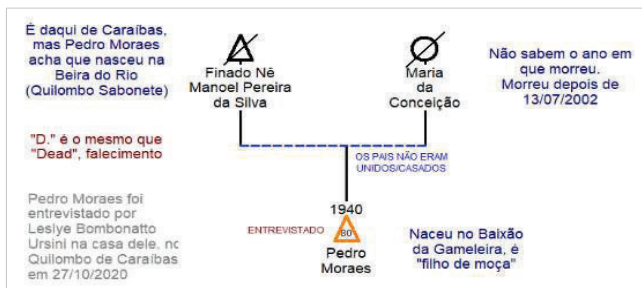 É daqui de Caraíbas,
mas Pedro Moraes
acha que nasceu na
Beira do Rio
(Quilombo Sabonete)
Finado Nê
Manoel Pereira
da Silva
Maria
da
Conceição
Não sabem o ano em
que morreu.
Morreu depois de
13/07/2002
"D." é o mesmo que
"Dead", falecimento
OS PAIS NÃO ERAM
UNIDOS/CASADOS
Pedro Moraes foi
entrevistado por
Leslye Bombonatto
Ursini na casa dele, no
Quilombo de Caraíbas
em 27/10/2020
1940
ENTREVISTADO
80
Pedro
Moraes
Naceu no Baixão
da Gameleira, é
"filho de moça"